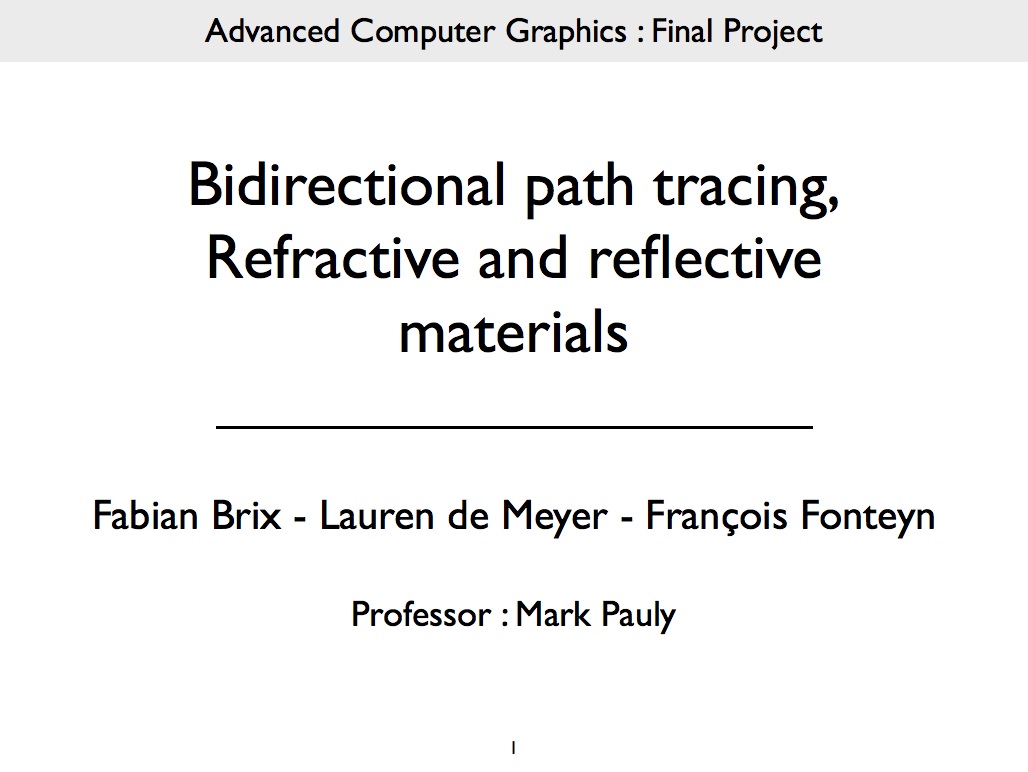 Advanced Computer Graphics : Final Project
Bidirectional path tracing,
Refractive and reflective
materials
Fabian Brix - Lauren de Meyer - François Fonteyn
Professor : Mark Pauly
1